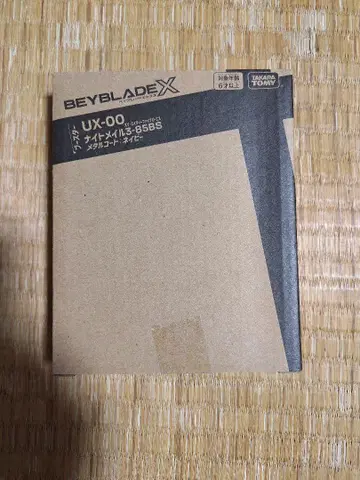 BEYBLADE X
対象年齢
6才以上
TAKARA
TOMY
ブースター
UX-00
ナイトメイル3-85BS
メタルコート：ネイビー